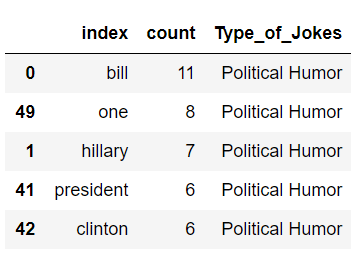 index count Type_of_Jokes
0 bill 11 Political Humor
49 one 8 Political Humor
1 hillary 7 Political Humor
41 president 6 Political Humor
42 clinton 6 Political Humor